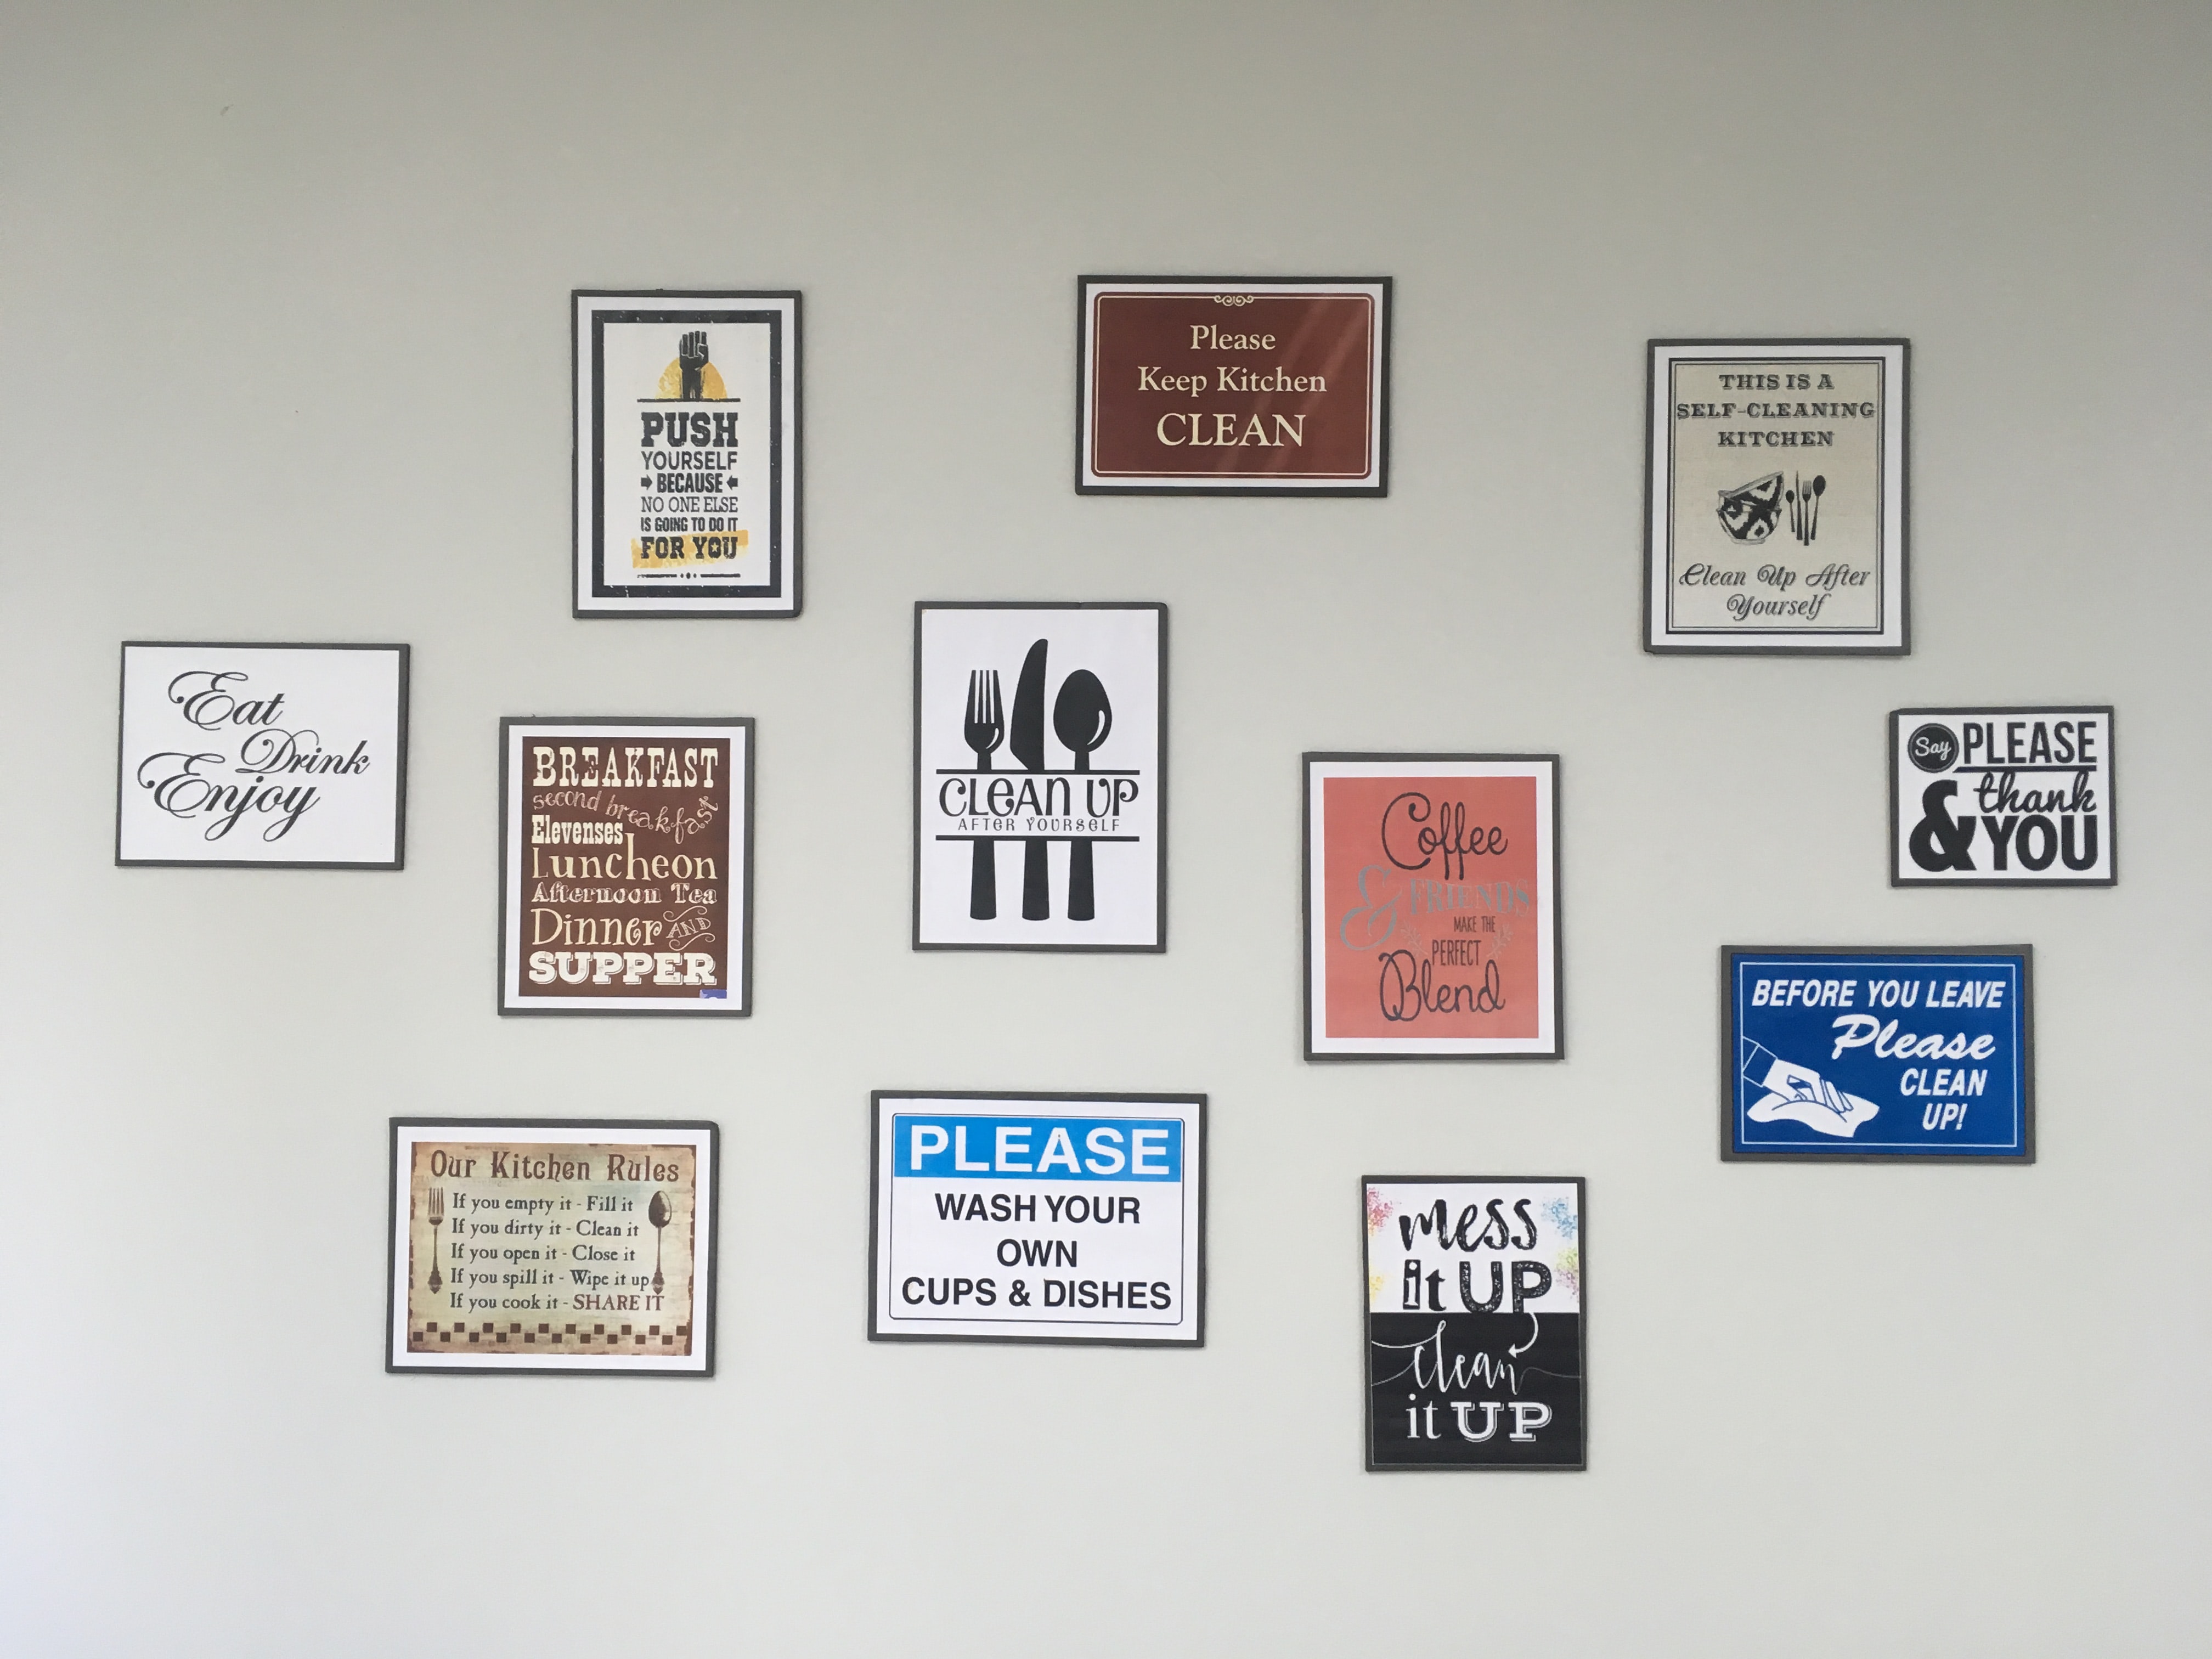 PUSH
YOURSELF
BECAUSE
NO ONE ELSE
IS GOING TO DO IT
FOR YOU
Please
Keep Kitchen
CLEAN
THIS IS A
SELF-CLEANING
KITCHEN
Clean Up After
Yourself
Eat
Drink
Enjoy
BREAKFAST
second breakfast
Elevenses
Luncheon
Afternoon Tea
Dinner AND
SUPPER
CLEAN UP
AFTER YOURSELF
Coffee
& FRIENDS
MAKE THE
PERFECT
Blend
Say PLEASE
& thank
YOU
BEFORE YOU LEAVE
Please
CLEAN
UP!
Our Kitchen Rules
If you empty it - Fill it
If you dirty it - Clean it
If you open it - Close it
If you spill it - Wipe it up
If you cook it - SHARE IT
PLEASE
WASH YOUR
OWN
CUPS & DISHES
mess
it UP
clean
it UP